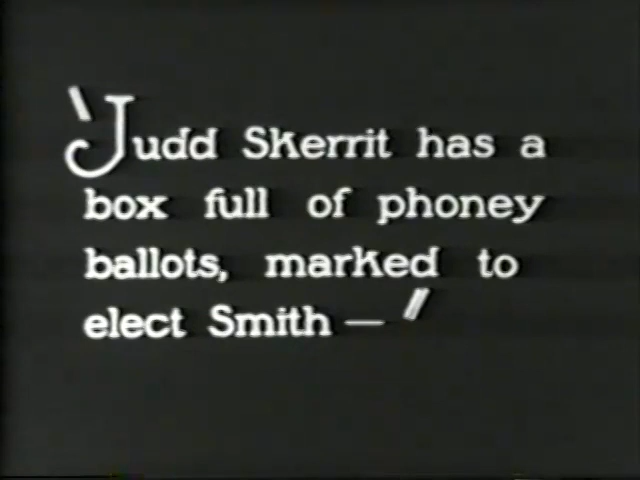 "Judd Skerrit has a
box full of phoney
ballots, marked to
elect Smith — "